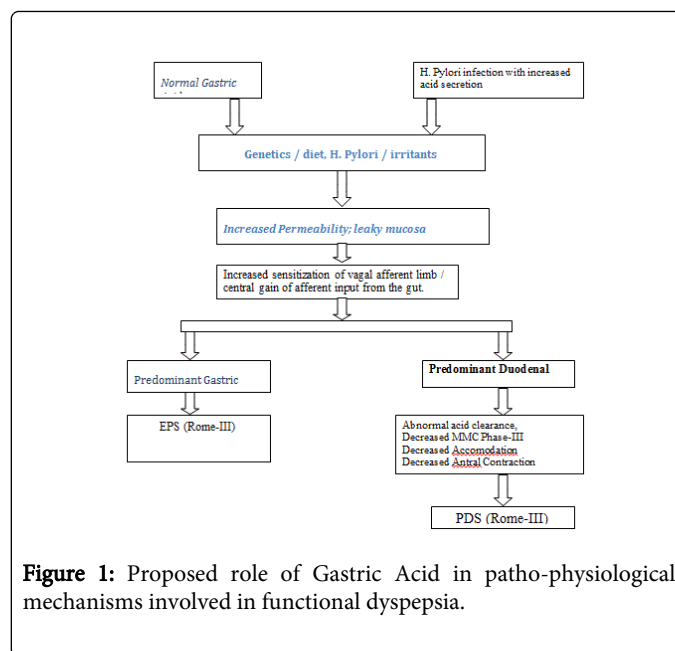 Normal Gastric
H. Pylori infection with increased
acid secretion
Genetics / diet, H. Pylori / irritants
Increased Permeability; leaky mucosa
Increased sensitization of vagal afferent limb /
central gain of afferent input from the gut.
Predominant Gastric
Predominant Duodenal
EPS (Rome-III)
Abnormal acid clearance,
Decreased MMC Phase-III
Decreased Accomodation
Decreased Antral Contraction
PDS (Rome-III)
Figure 1: Proposed role of Gastric Acid in patho-physiological
mechanisms involved in functional dyspepsia.